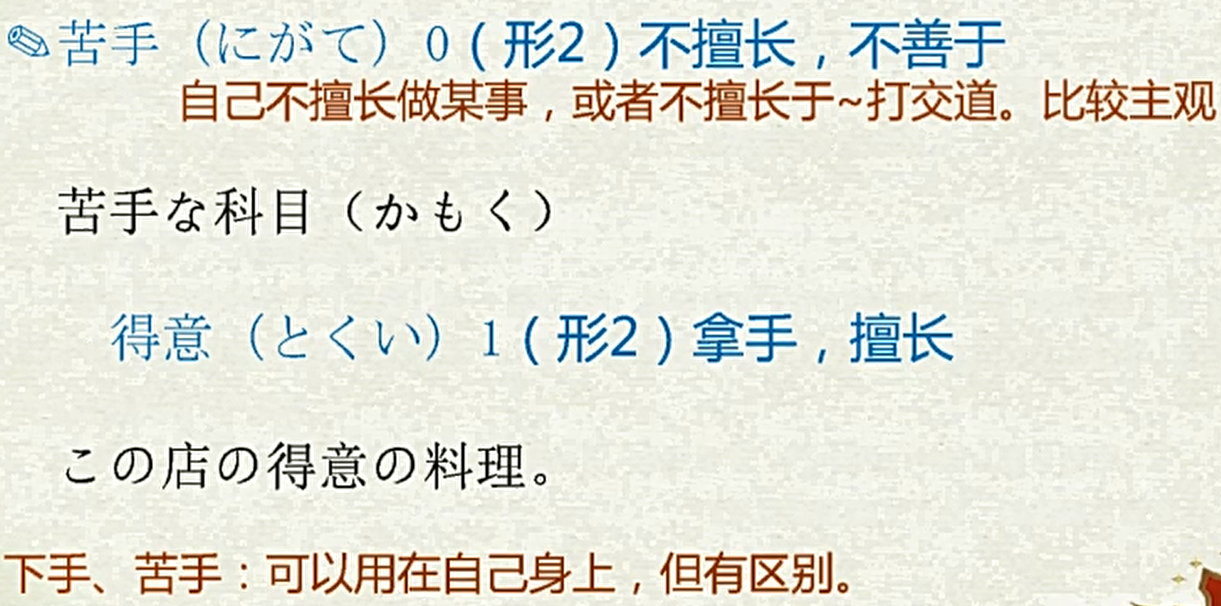 苦手（にがて）0（形2）不擅长，不善于
自己不擅长做某事，或者不擅长于~打交道。比较主观
苦手な科目（かもく）
得意（とくい）1（形2）拿手，擅长
この店の得意の料理。
下手、苦手：可以用在自己身上，但有区别。